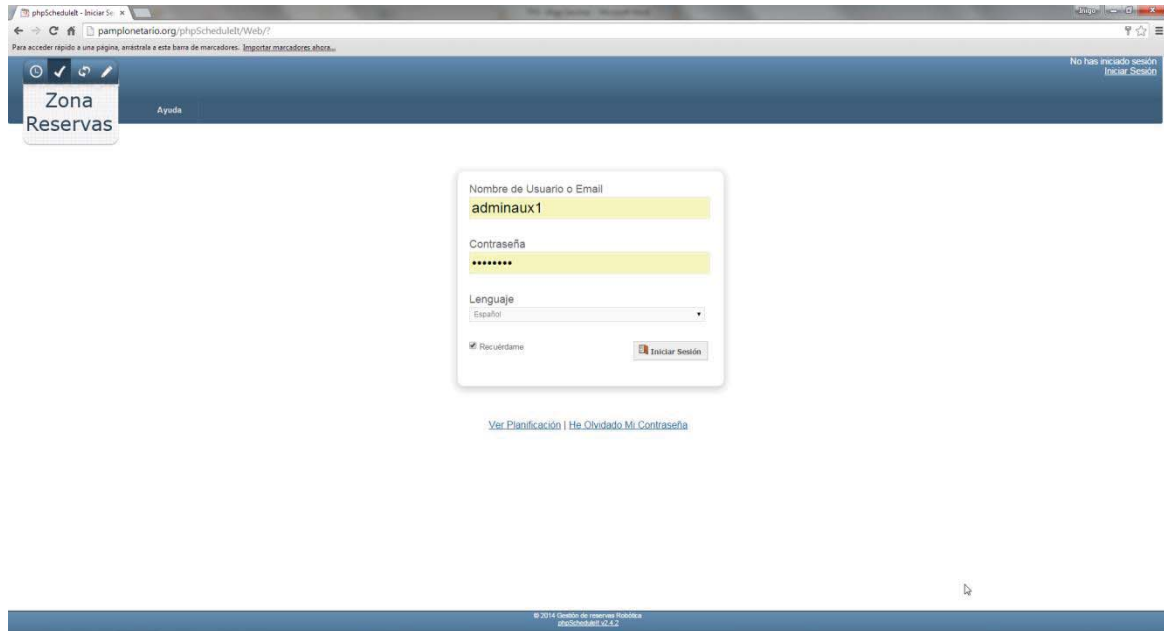 phpScheduleIt - Iniciar Se
Iñigo
pamplonetario.org/phpScheduleIt/Web/?
Para acceder rápido a una página, arrástrala a esta barra de marcadores. Importar marcadores ahora...
No has iniciado sesión
Iniciar Sesión
Zona
Reservas
Ayuda
Nombre de Usuario o Email
adminaux1
Contraseña
••••••••
Lenguaje
Español
Recuérdame
Iniciar Sesión
Ver Planificación | He Olvidado Mi Contraseña
© 2014 Gestión de reservas Robótica
phpScheduleIt v2.4.2